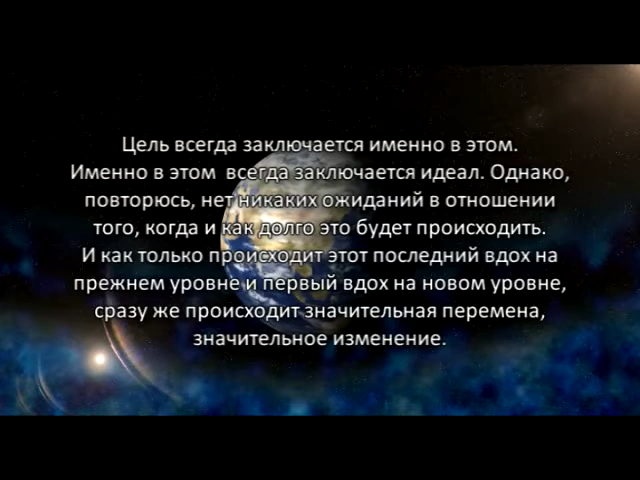 Цель всегда заключается именно в этом.
Именно в этом  всегда заключается идеал. Однако,
повторюсь, нет никаких ожиданий в отношении
того, когда и как долго это будет происходить.
И как только происходит этот последний вдох на
прежнем уровне и первый вдох на новом уровне,
сразу же происходит значительная перемена,
значительное изменение.